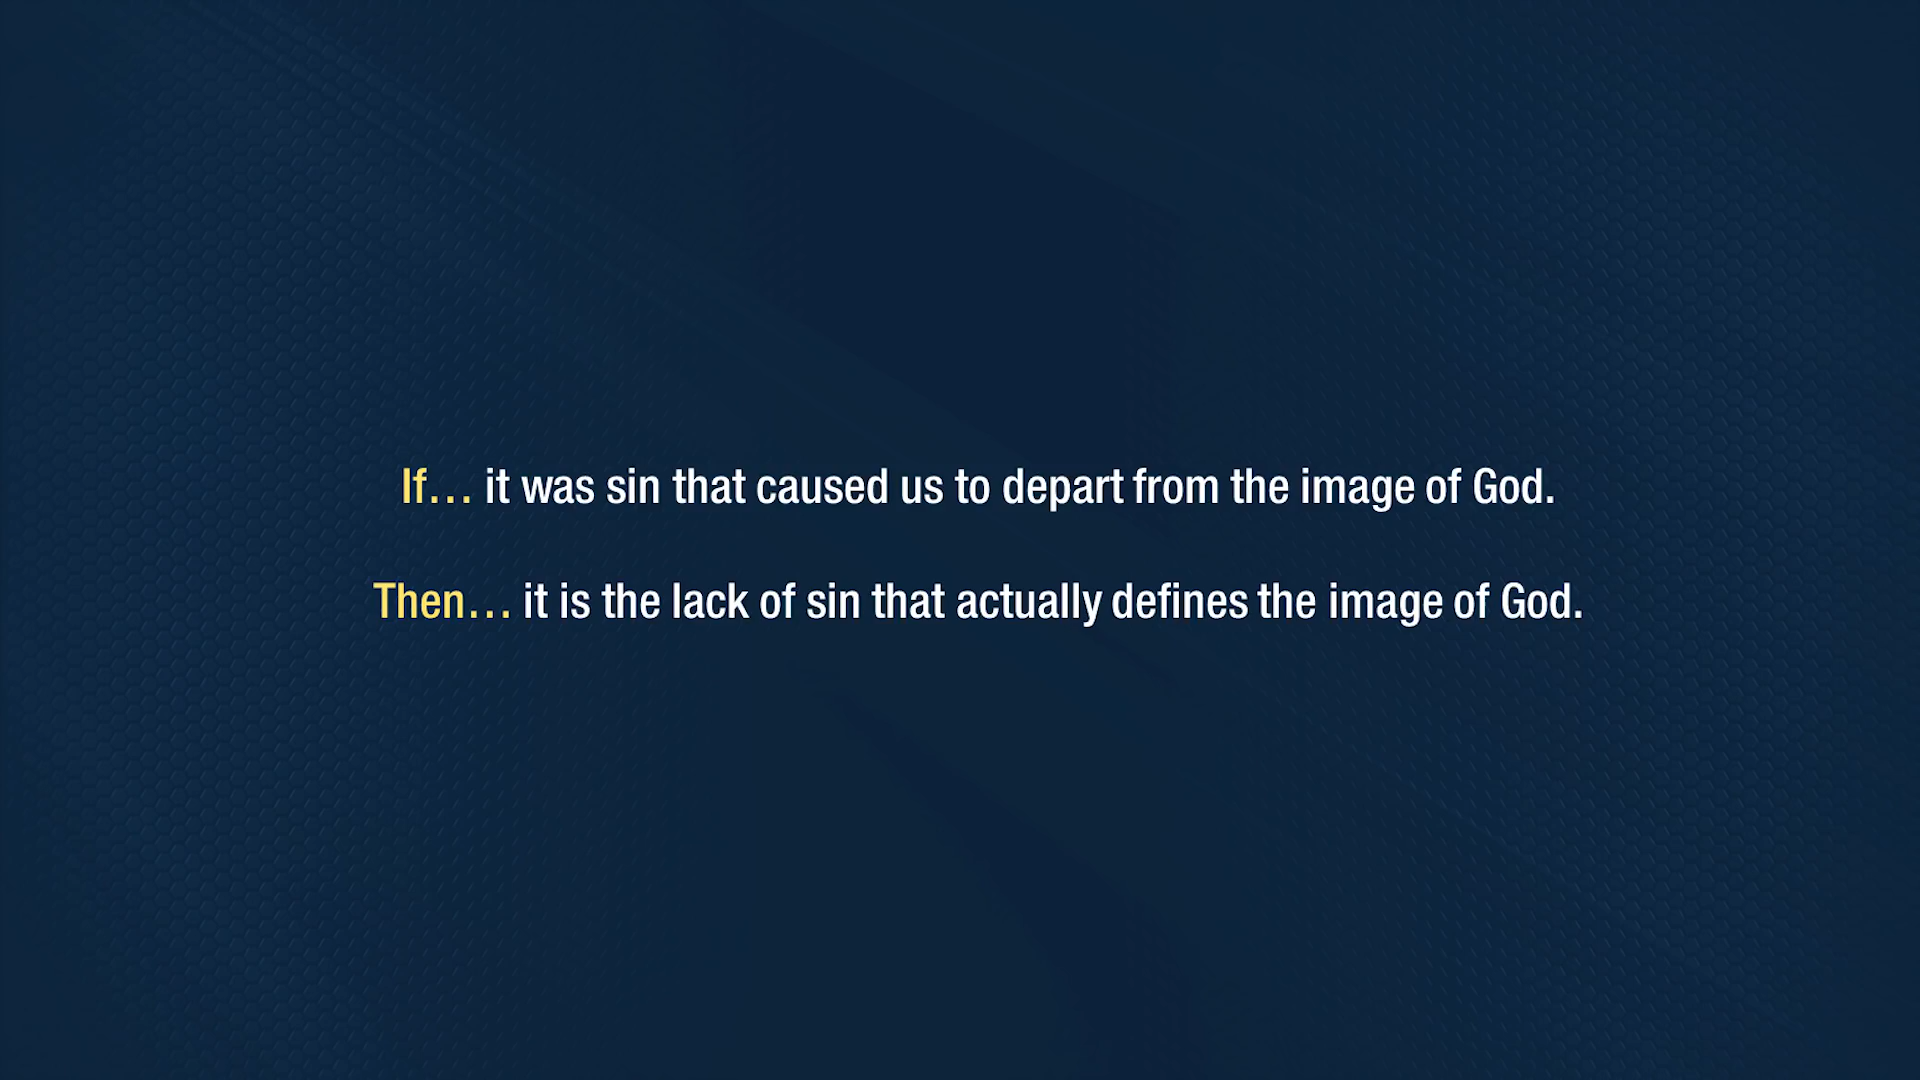 If… it was sin that caused us to depart from the image of God.
Then… it is the lack of sin that actually defines the image of God.